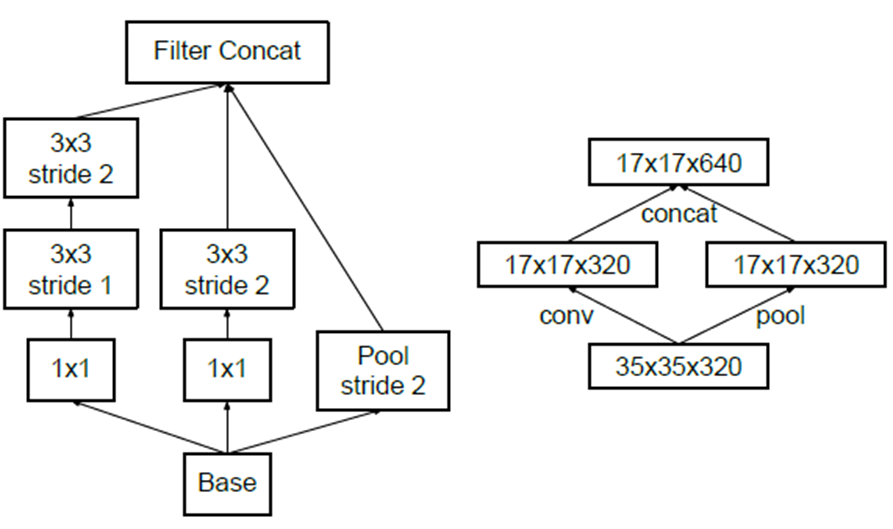 Filter Concat
3x3
stride 2
3x3
stride 1
3x3
stride 2
1x1
1x1
Pool
stride 2
Base
17x17x640
concat
17x17x320
17x17x320
conv
pool
35x35x320